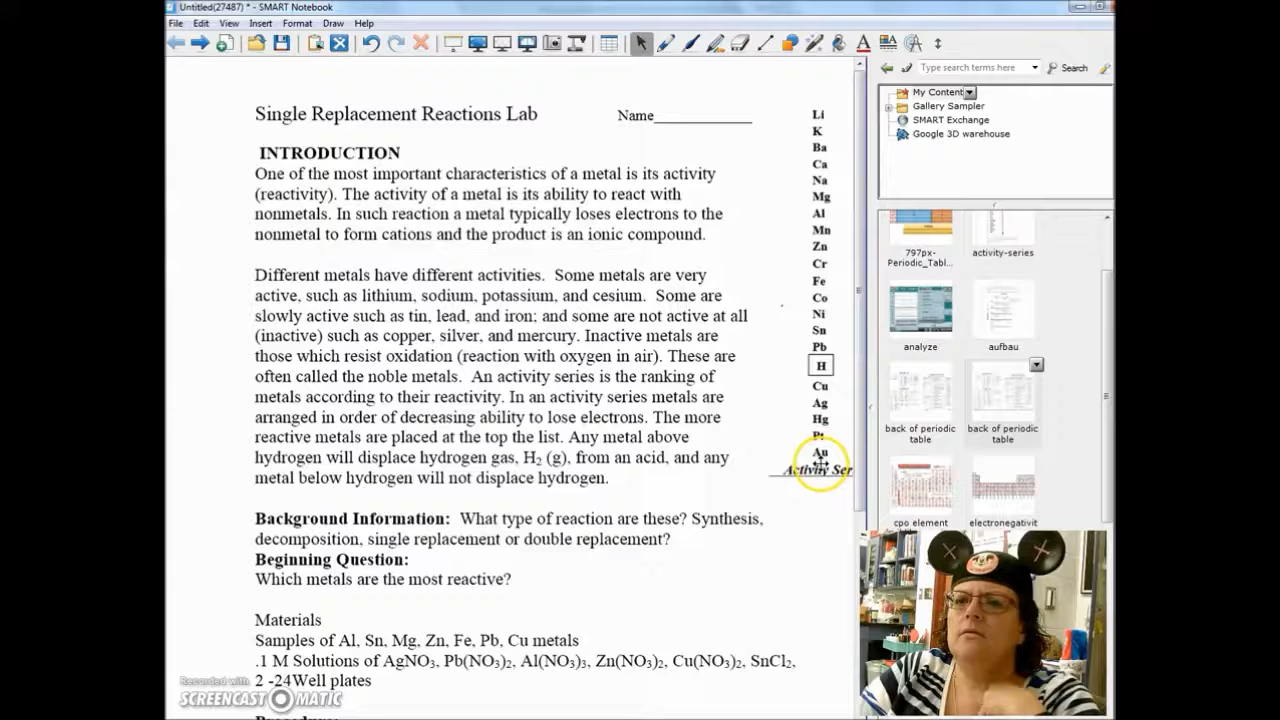 Untitled(27487) * - SMART Notebook
File Edit View Insert Format Draw Help
Type search terms here
Search
My Content
Gallery Sampler
SMART Exchange
Google 3D warehouse
797px-
Periodic_Tabl...
activity-series
analyze
aufbau
back of periodic
table
back of periodic
table
cpo element
electronegativit
Single Replacement Reactions Lab Name___________
INTRODUCTION
One of the most important characteristics of a metal is its activity
(reactivity). The activity of a metal is its ability to react with
nonmetals. In such reaction a metal typically loses electrons to the
nonmetal to form cations and the product is an ionic compound.
Different metals have different activities. Some metals are very
active, such as lithium, sodium, potassium, and cesium. Some are
slowly active such as tin, lead, and iron; and some are not active at all
(inactive) such as copper, silver, and mercury. Inactive metals are
those which resist oxidation (reaction with oxygen in air). These are
often called the noble metals. An activity series is the ranking of
metals according to their reactivity. In an activity series metals are
arranged in order of decreasing ability to lose electrons. The more
reactive metals are placed at the top the list. Any metal above
hydrogen will displace hydrogen gas, H₂ (g), from an acid, and any
metal below hydrogen will not displace hydrogen.
Background Information: What type of reaction are these? Synthesis,
decomposition, single replacement or double replacement?
Beginning Question:
Which metals are the most reactive?
Materials
Samples of Al, Sn, Mg, Zn, Fe, Pb, Cu metals
.1 M Solutions of AgNO₃, Pb(NO₃)₂, Al(NO₃)₃, Zn(NO₃)₂, Cu(NO₃)₂, SnCl₂,
2 -24Well plates
Li
K
Ba
Ca
Na
Mg
Al
Mn
Zn
Cr
Fe
Co
Ni
Sn
Pb
H
Cu
Ag
Hg
Pt
Au
Activity Ser
Recorded with
SCREENCAST MATIC